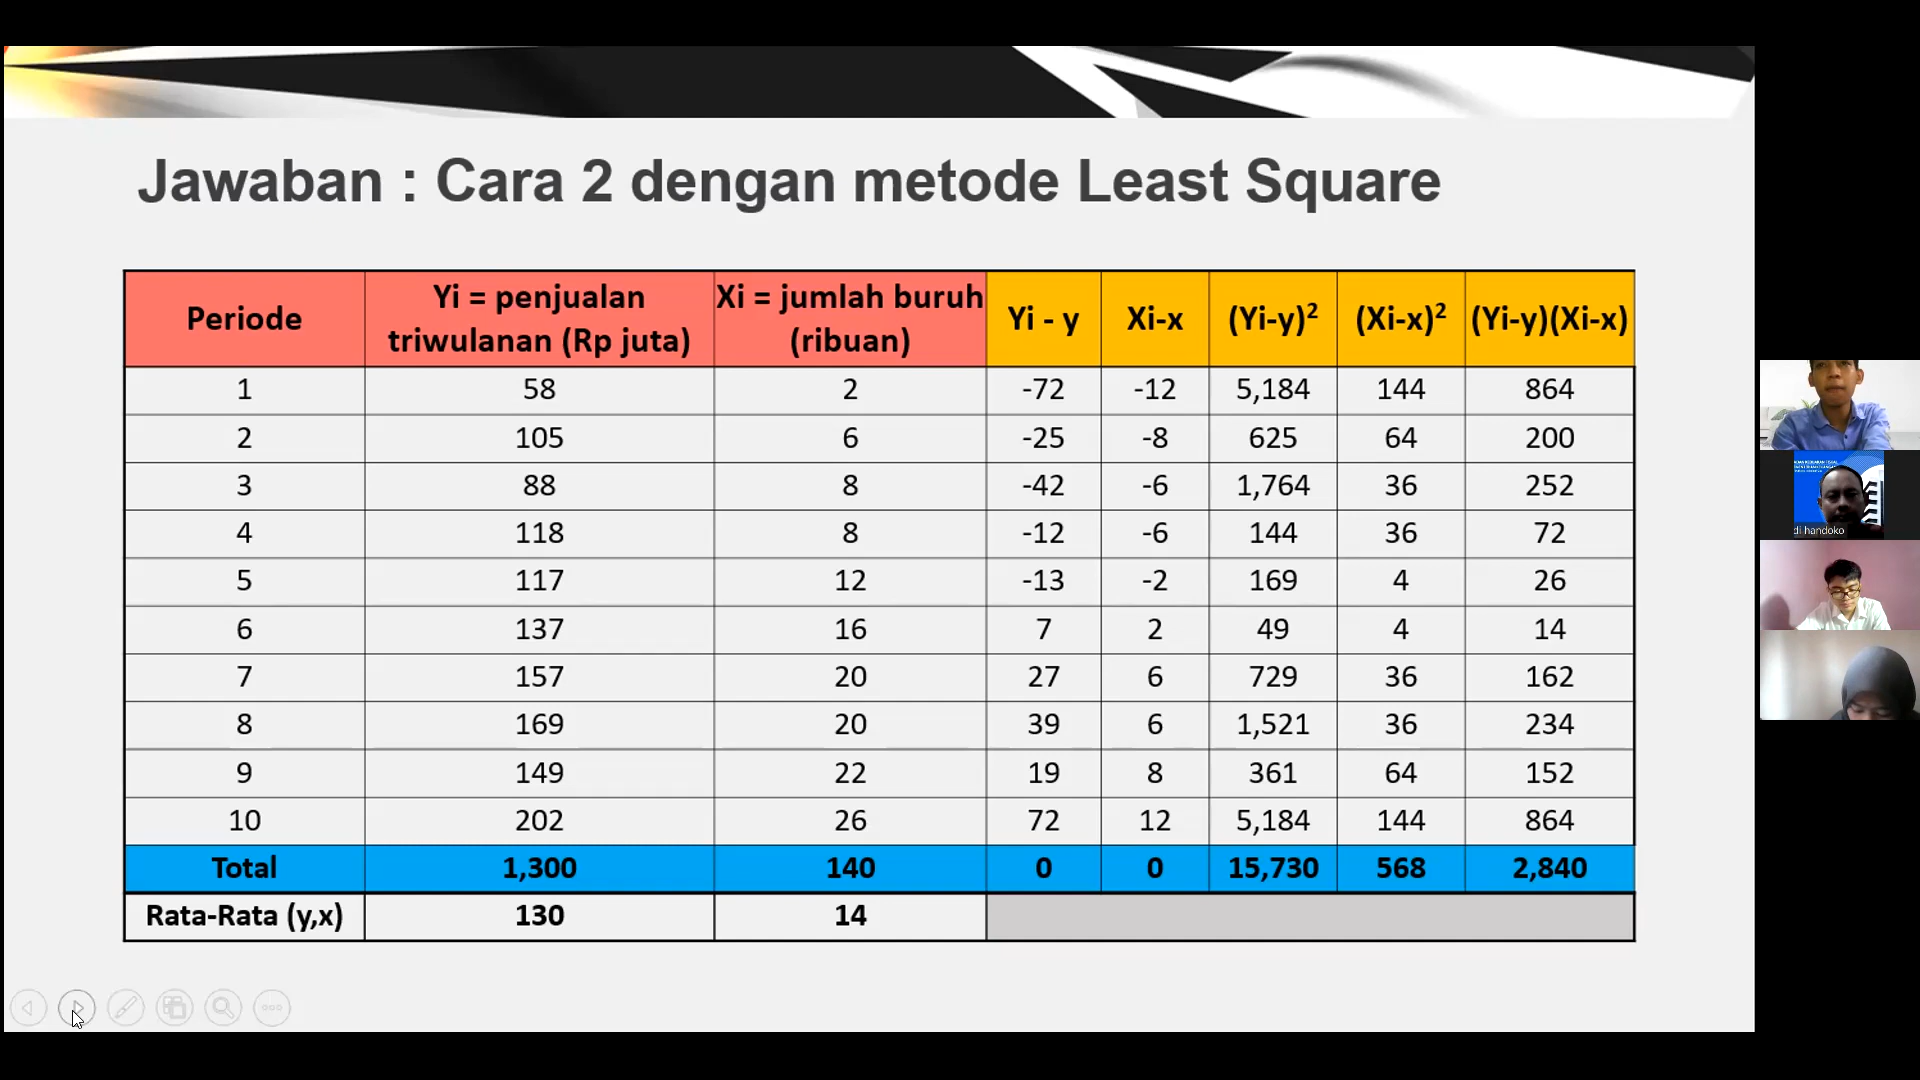 Jawaban : Cara 2 dengan metode Least Square
Periode | Yi = penjualan triwulanan (Rp juta) | Xi = jumlah buruh (ribuan) | Yi - y | Xi-x | (Yi-y)² | (Xi-x)² | (Yi-y)(Xi-x)
1 | 58 | 2 | -72 | -12 | 5,184 | 144 | 864
2 | 105 | 6 | -25 | -8 | 625 | 64 | 200
3 | 88 | 8 | -42 | -6 | 1,764 | 36 | 252
4 | 118 | 8 | -12 | -6 | 144 | 36 | 72
5 | 117 | 12 | -13 | -2 | 169 | 4 | 26
6 | 137 | 16 | 7 | 2 | 49 | 4 | 14
7 | 157 | 20 | 27 | 6 | 729 | 36 | 162
8 | 169 | 20 | 39 | 6 | 1,521 | 36 | 234
9 | 149 | 22 | 19 | 8 | 361 | 64 | 152
10 | 202 | 26 | 72 | 12 | 5,184 | 144 | 864
Total | 1,300 | 140 | 0 | 0 | 15,730 | 568 | 2,840
Rata-Rata (y,x) | 130 | 14
di handoko